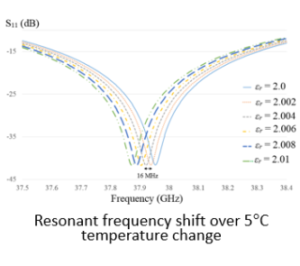 S₁₁ (dB)
-15
-25
-35
-45
εᵣ = 2.0
εᵣ = 2.002
εᵣ = 2.004
εᵣ = 2.006
εᵣ = 2.008
εᵣ = 2.01
16 MHz
37.5 37.6 37.7 37.8 37.9 38 38.1 38.2 38.3 38.4
Frequency (GHz)
Resonant frequency shift over 5°C
temperature change